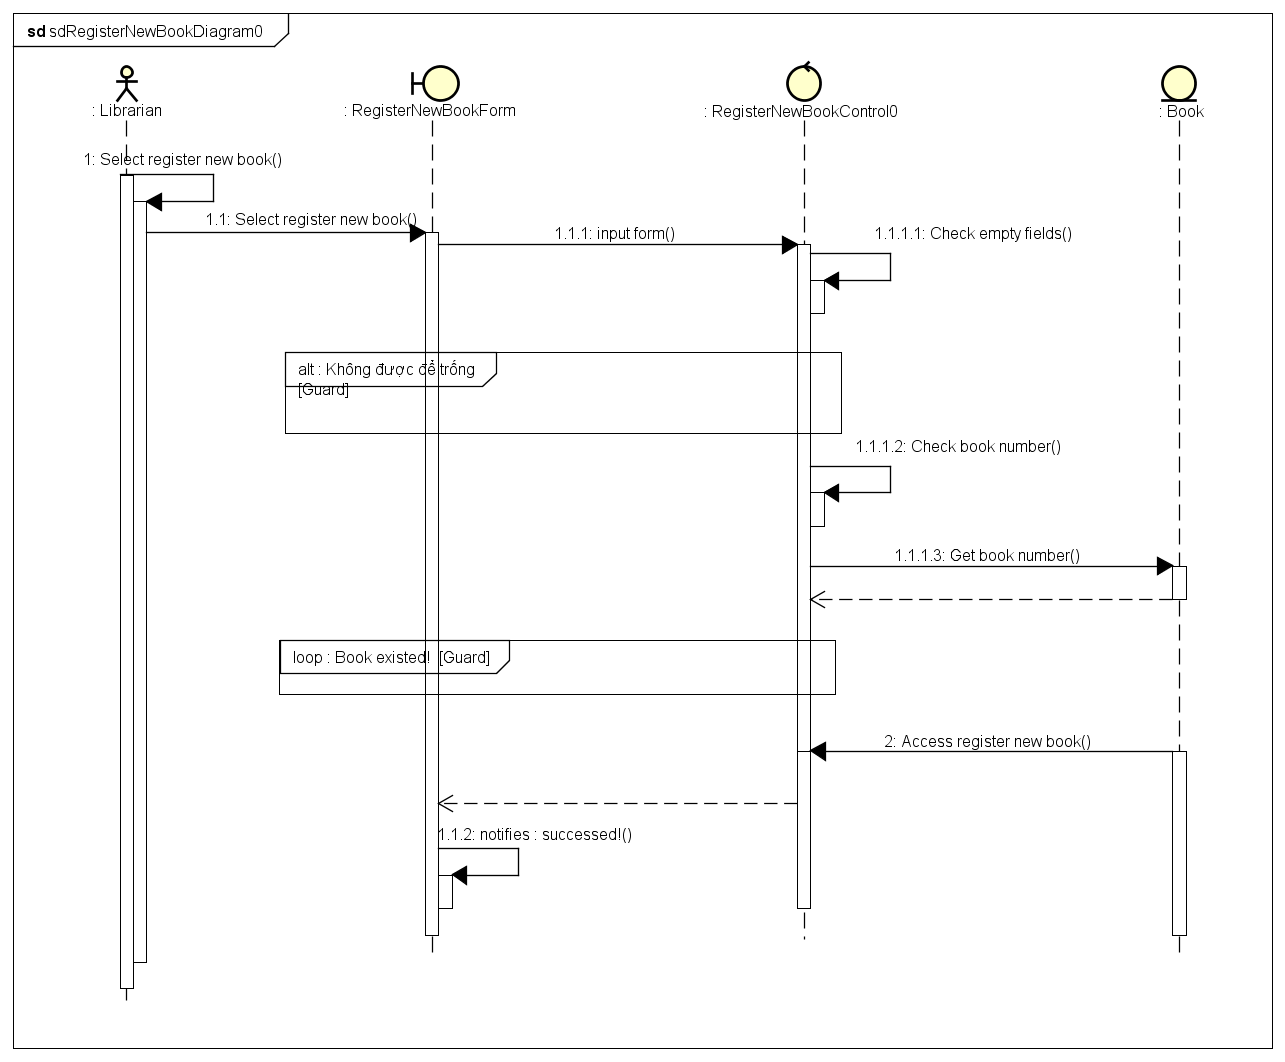 sd sdRegisterNewBookDiagram0
: Librarian
: RegisterNewBookForm
: RegisterNewBookControl0
: Book
1: Select register new book()
1.1: Select register new book()
1.1.1: input form()
1.1.1.1: Check empty fields()
alt : Không được để trống
[Guard]
1.1.1.2: Check book number()
1.1.1.3: Get book number()
loop : Book existed! [Guard]
2: Access register new book()
1.1.2: notifies : successed!()